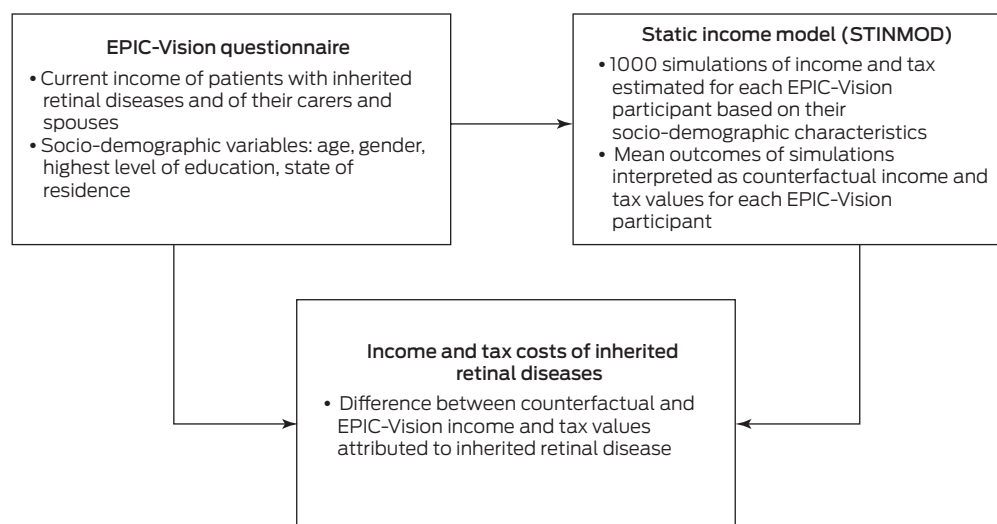 EPIC-Vision questionnaire
• Current income of patients with inherited
retinal diseases and of their carers and
spouses
• Socio-demographic variables: age, gender,
highest level of education, state of
residence
Static income model (STINMOD)
• 1000 simulations of income and tax
estimated for each EPIC-Vision
participant based on their
socio-demographic characteristics
• Mean outcomes of simulations
interpreted as counterfactual income and
tax values for each EPIC-Vision
participant
Income and tax costs of inherited
retinal diseases
• Difference between counterfactual and
EPIC-Vision income and tax values
attributed to inherited retinal disease